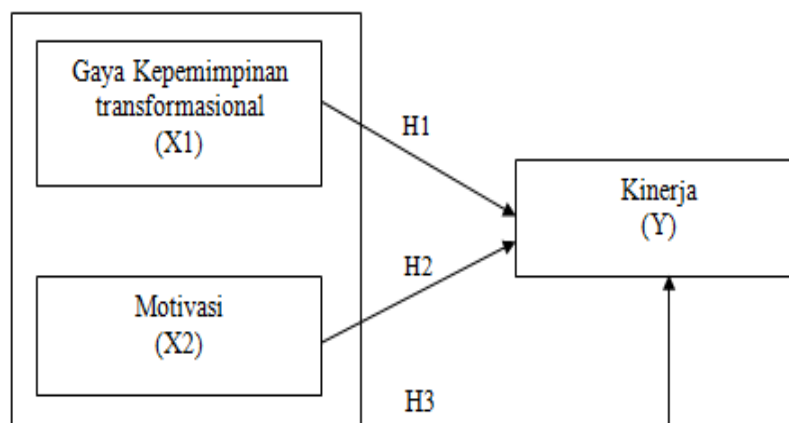 Gaya Kepemimpinan
transformasional
(X1)
H1
Kinerja
(Y)
H2
Motivasi
(X2)
H3